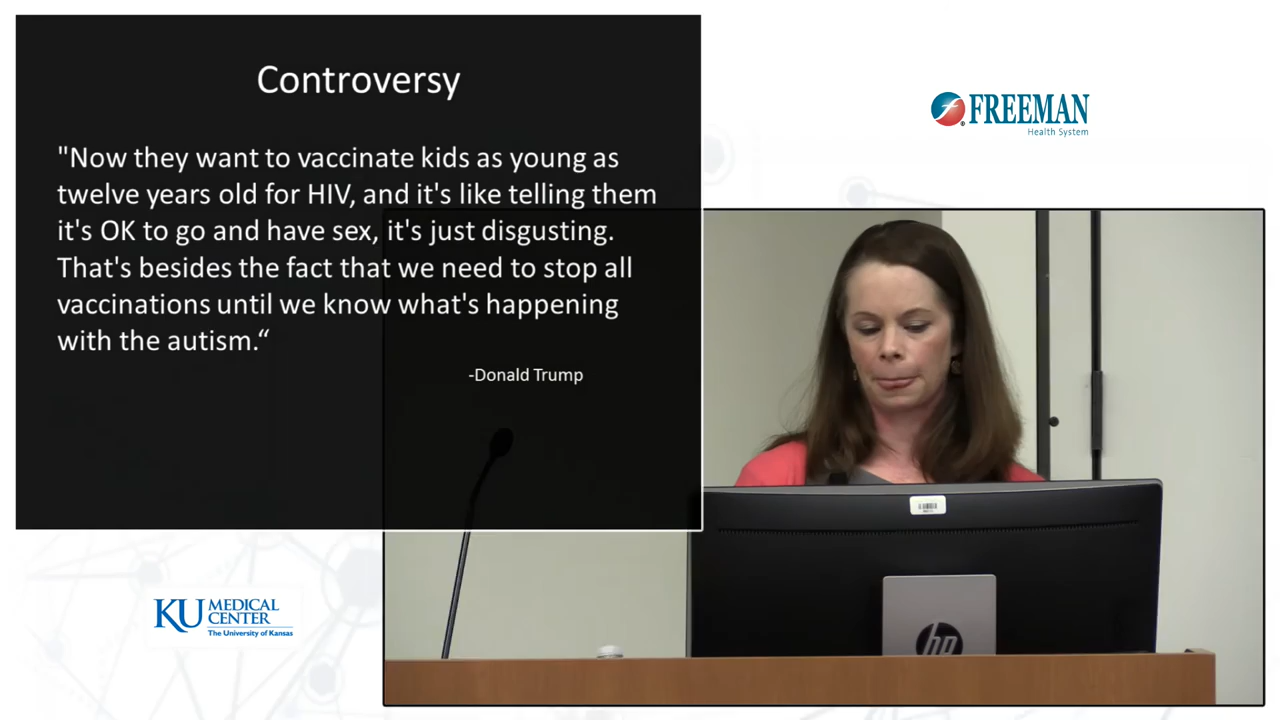 Controversy
"Now they want to vaccinate kids as young as
twelve years old for HIV, and it's like telling them
it's OK to go and have sex, it's just disgusting.
That's besides the fact that we need to stop all
vaccinations until we know what's happening
with the autism.“
-Donald Trump
FREEMAN
Health System
hp
KU MEDICAL
CENTER
The University of Kansas